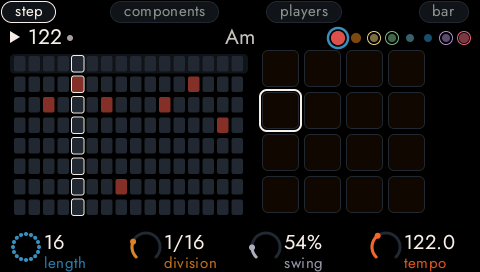 step components players bar
122 Am
16 1/16 54% 122.0
length division swing tempo